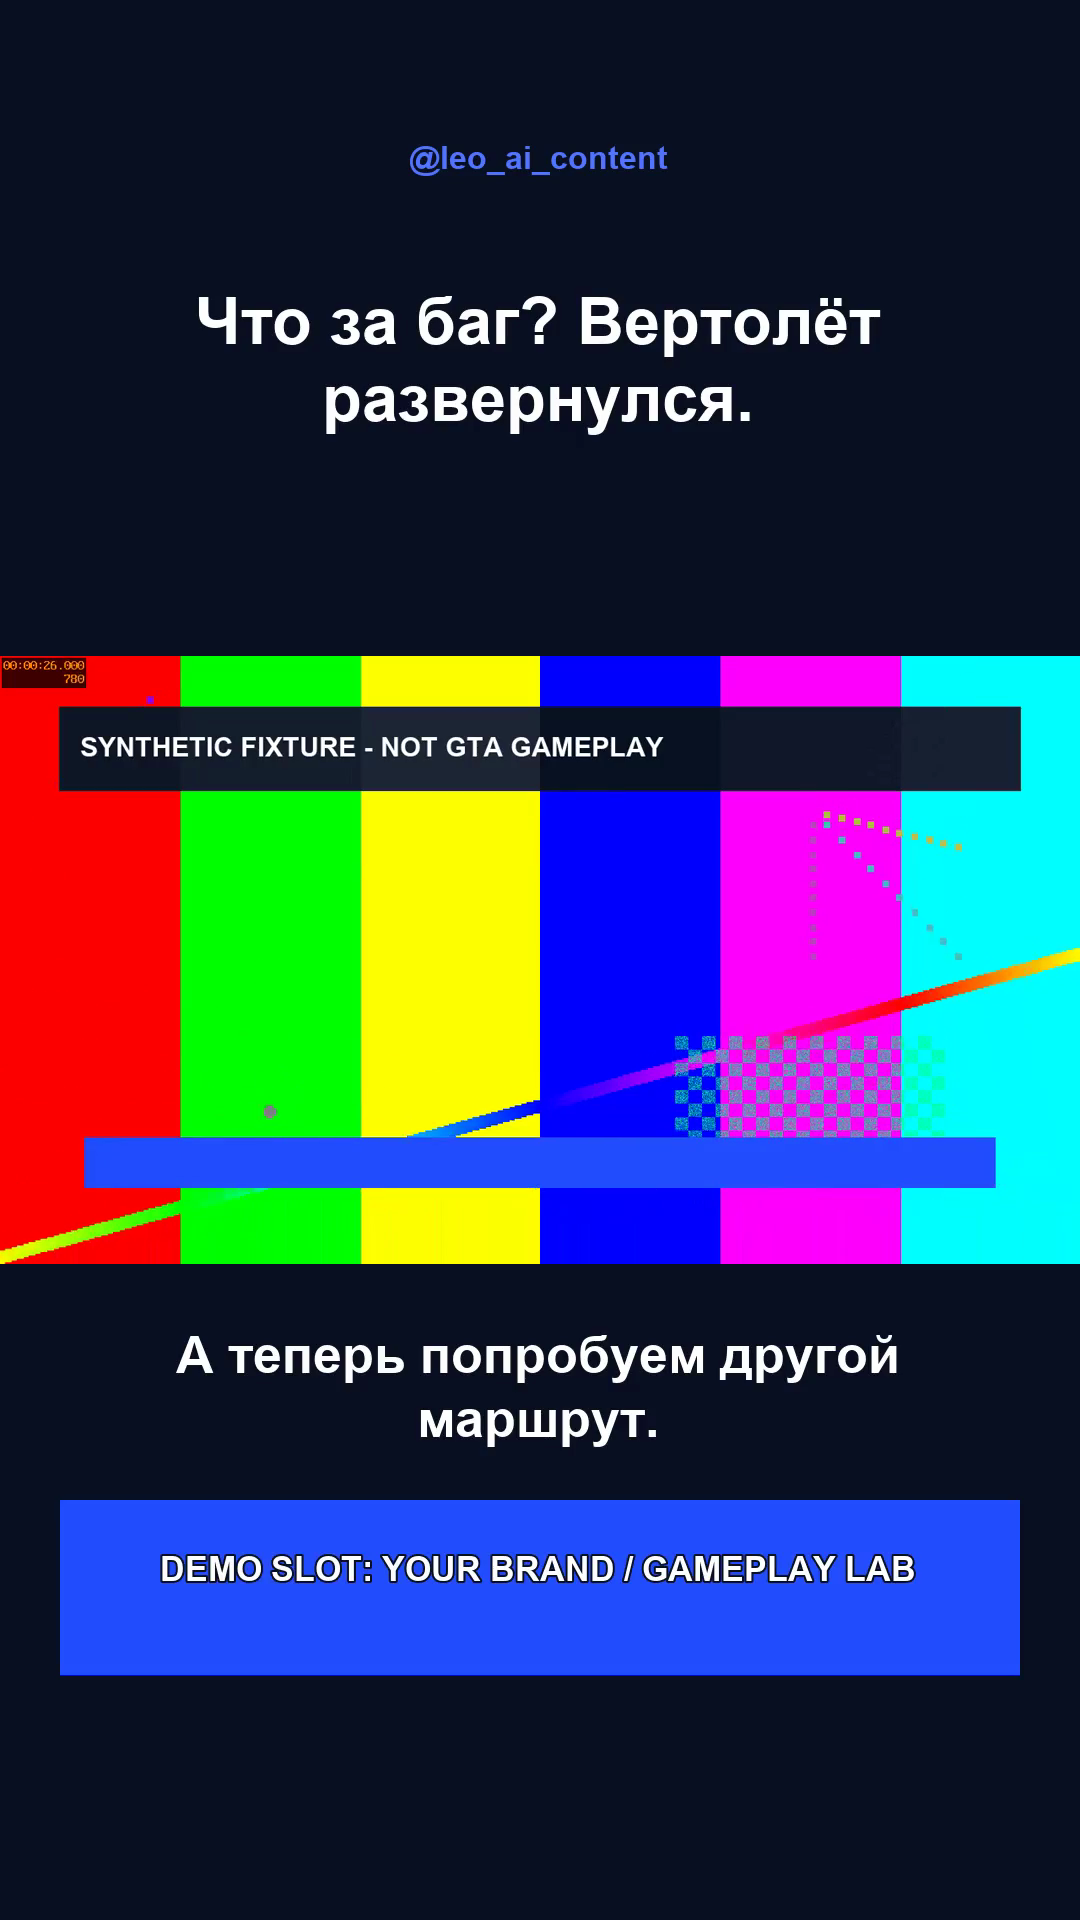 @leo_ai_content
Что за баг? Вертолёт
развернулся.
00:00:26.000
780
SYNTHETIC FIXTURE - NOT GTA GAMEPLAY
А теперь попробуем другой
маршрут.
DEMO SLOT: YOUR BRAND / GAMEPLAY LAB